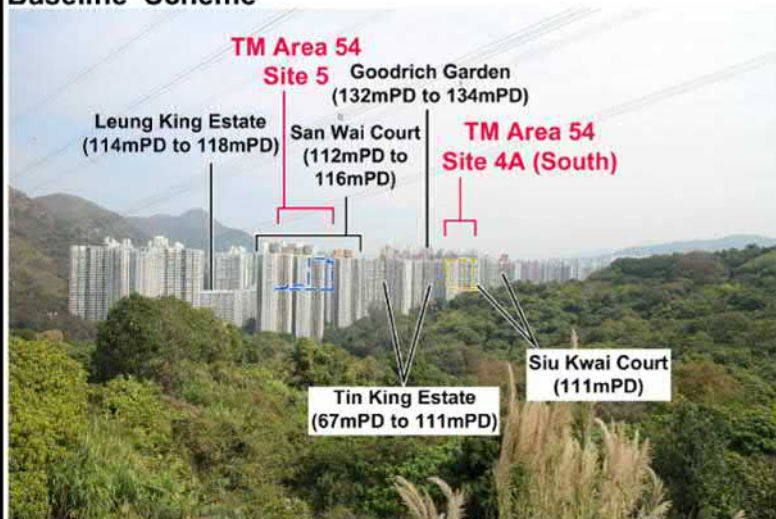 Baseline Scheme
TM Area 54
Site 5
Goodrich Garden
(132mPD to 134mPD)
Leung King Estate
(114mPD to 118mPD)
San Wai Court
(112mPD to
116mPD)
TM Area 54
Site 4A (South)
Siu Kwai Court
(111mPD)
Tin King Estate
(67mPD to 111mPD)